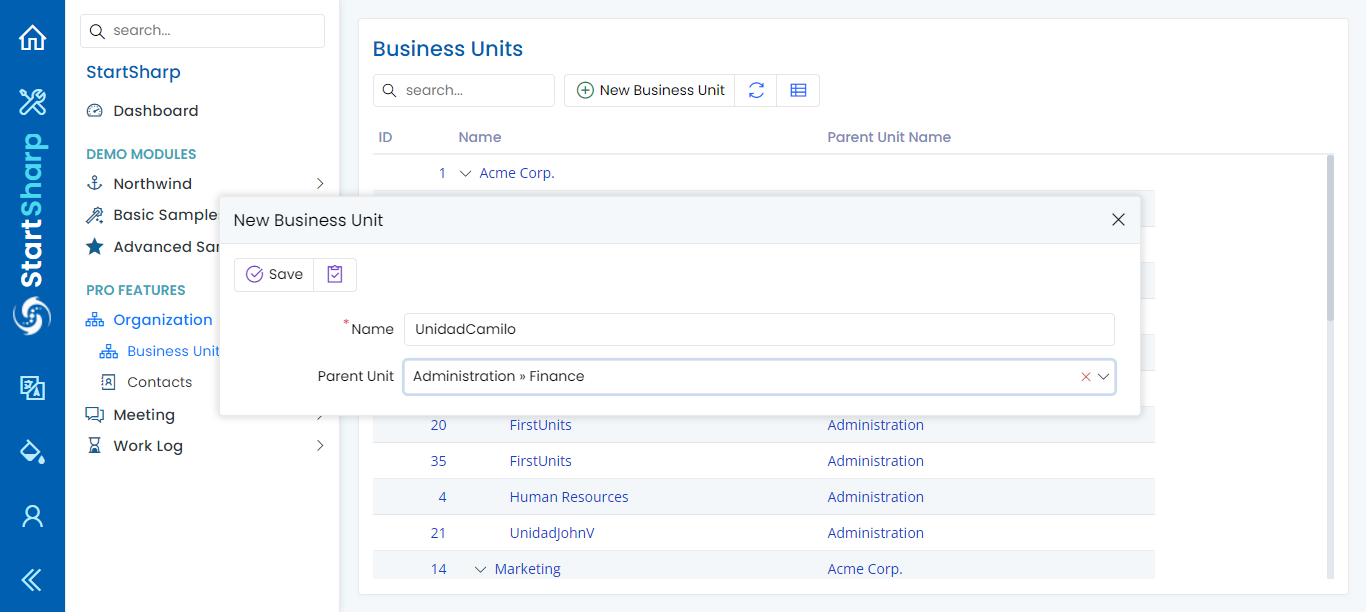 StartSharp
search...
StartSharp
Dashboard
DEMO MODULES
Northwind
Basic Sample
Advanced Sa
PRO FEATURES
Organization
Business Unit
Contacts
Meeting
Work Log
Business Units
search...
New Business Unit
ID Name Parent Unit Name
1 Acme Corp.
New Business Unit
Save
*Name UnidadCamilo
Parent Unit Administration » Finance
20 FirstUnits Administration
35 FirstUnits Administration
4 Human Resources Administration
21 UnidadJohnV Administration
14 Marketing Acme Corp.